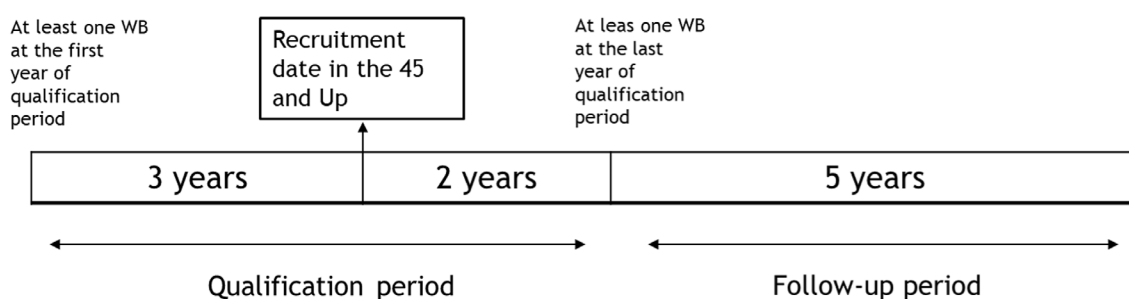 At least one WB
at the first
year of
qualification
period
Recruitment
date in the 45
and Up
At leas one WB
at the last
year of
qualification
period
3 years
2 years
5 years
Qualification period
Follow-up period